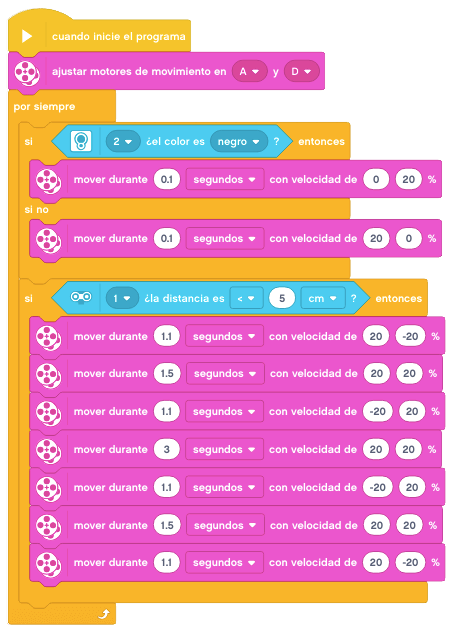 cuando inicie el programa
ajustar motores de movimiento en A y D
por siempre
si 2 ¿el color es negro ? entonces
mover durante 0.1 segundos con velocidad de 0 20 %
si no
mover durante 0.1 segundos con velocidad de 20 0 %
si 1 ¿la distancia es < 5 cm ? entonces
mover durante 1.1 segundos con velocidad de 20 -20 %
mover durante 1.5 segundos con velocidad de 20 20 %
mover durante 1.1 segundos con velocidad de -20 20 %
mover durante 3 segundos con velocidad de 20 20 %
mover durante 1.1 segundos con velocidad de -20 20 %
mover durante 1.5 segundos con velocidad de 20 20 %
mover durante 1.1 segundos con velocidad de 20 -20 %